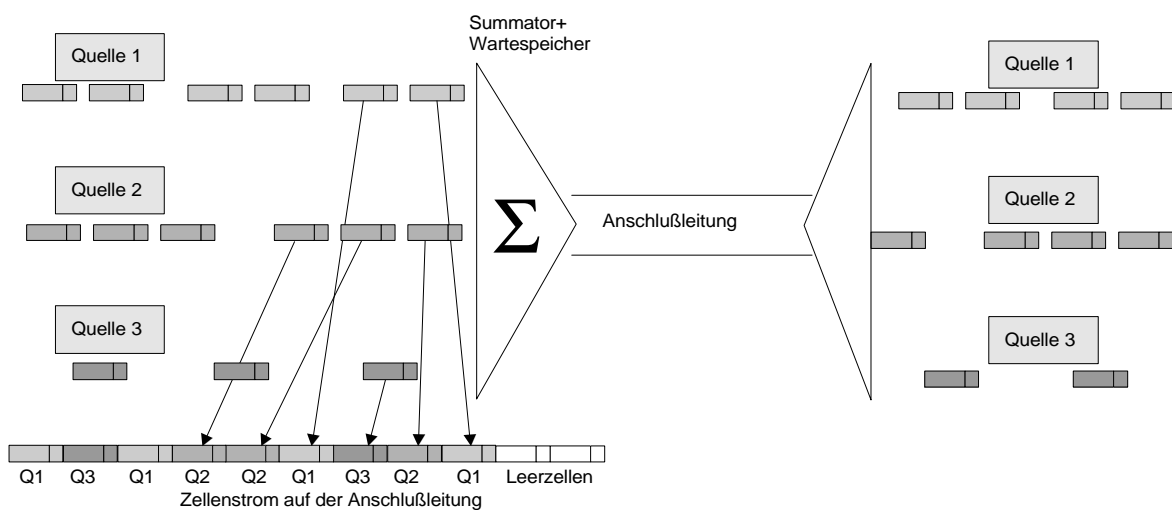 Summator+
Wartespeicher
Quelle 1
Quelle 1
Quelle 2
Quelle 2
Σ
Anschlußleitung
Quelle 3
Quelle 3
Q1 Q3 Q1 Q2 Q2 Q1 Q3 Q2 Q1 Leerzellen
Zellenstrom auf der Anschlußleitung